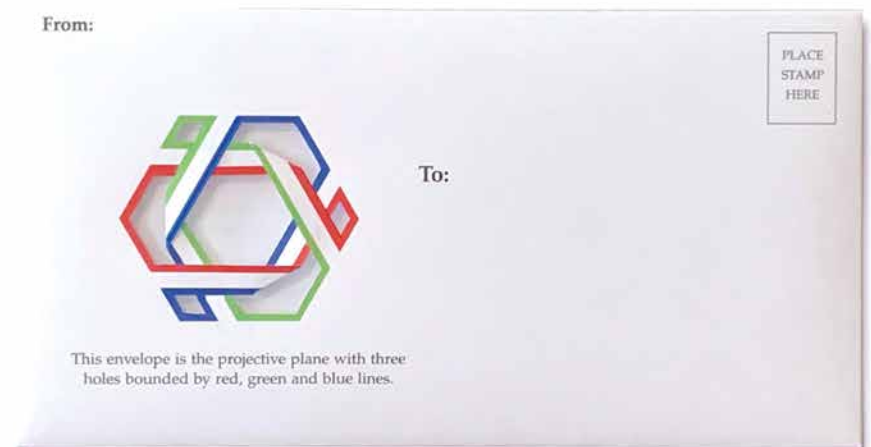 From:
PLACE
STAMP
HERE
To:
This envelope is the projective plane with three
holes bounded by red, green and blue lines.